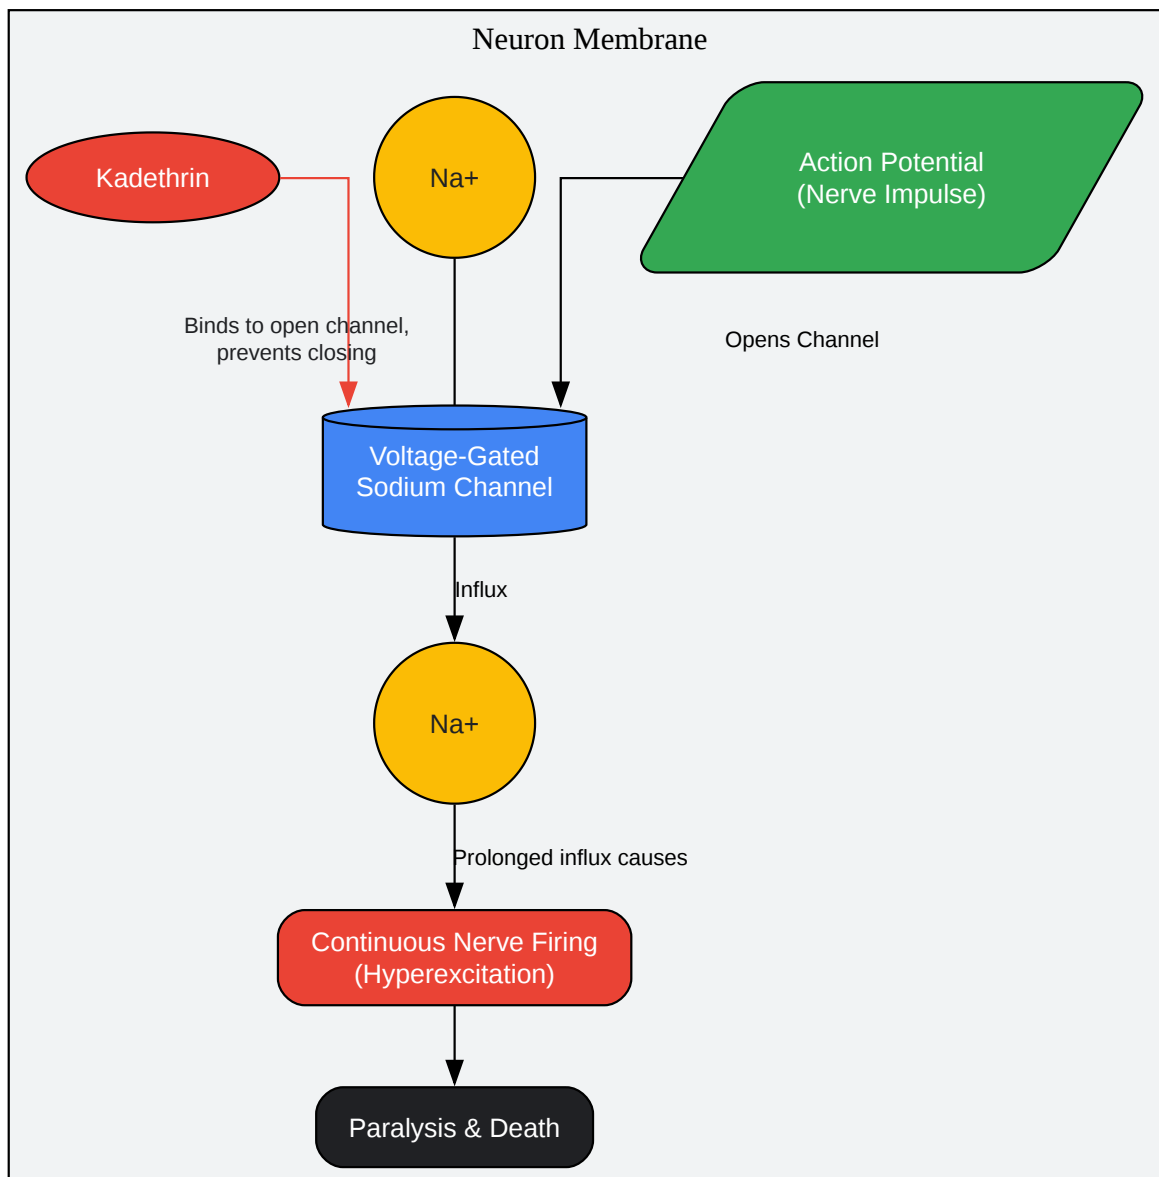 Neuron Membrane
Kadethrin
Na+
Action Potential
(Nerve Impulse)
Binds to open channel,
prevents closing
Opens Channel
Voltage-Gated
Sodium Channel
Influx
Na+
Prolonged influx causes
Continuous Nerve Firing
(Hyperexcitation)
Paralysis & Death